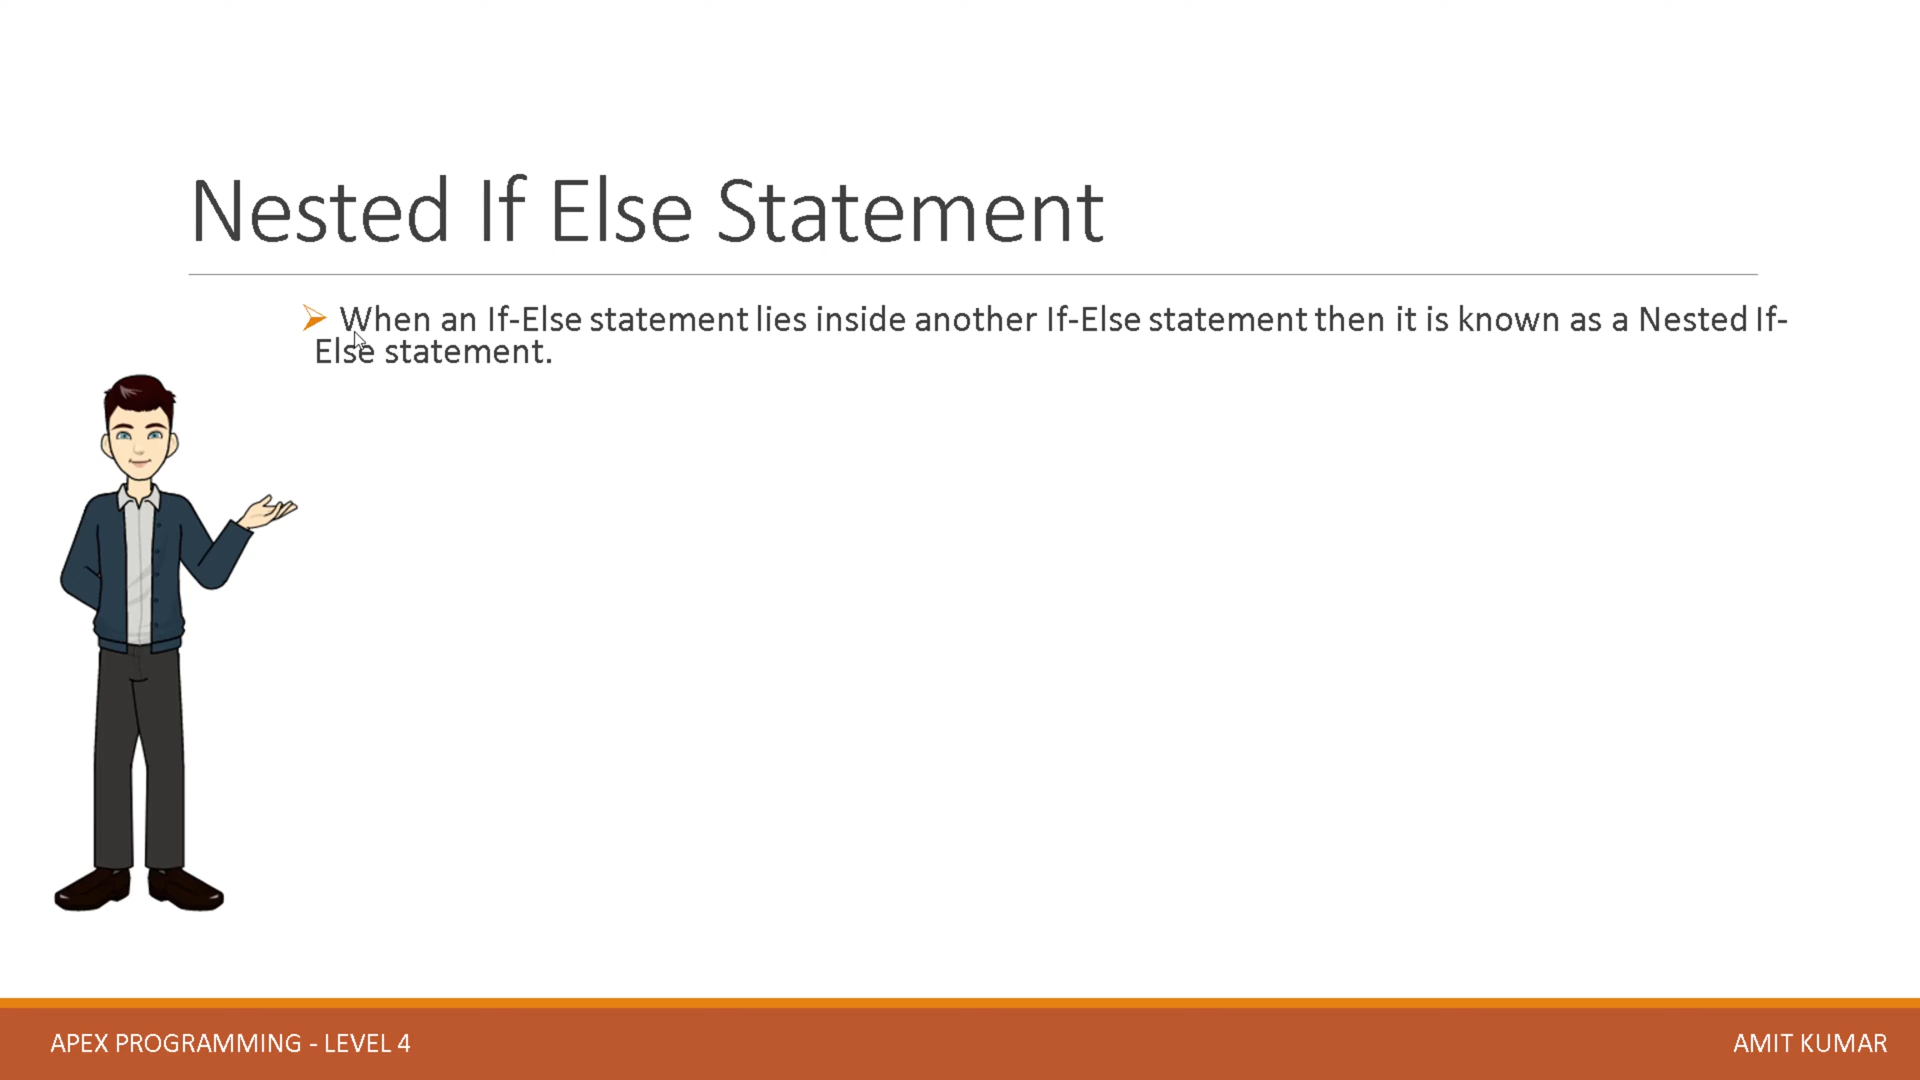 Nested If Else Statement
When an If-Else statement lies inside another If-Else statement then it is known as a Nested If-
Else statement.
APEX PROGRAMMING - LEVEL 4
AMIT KUMAR